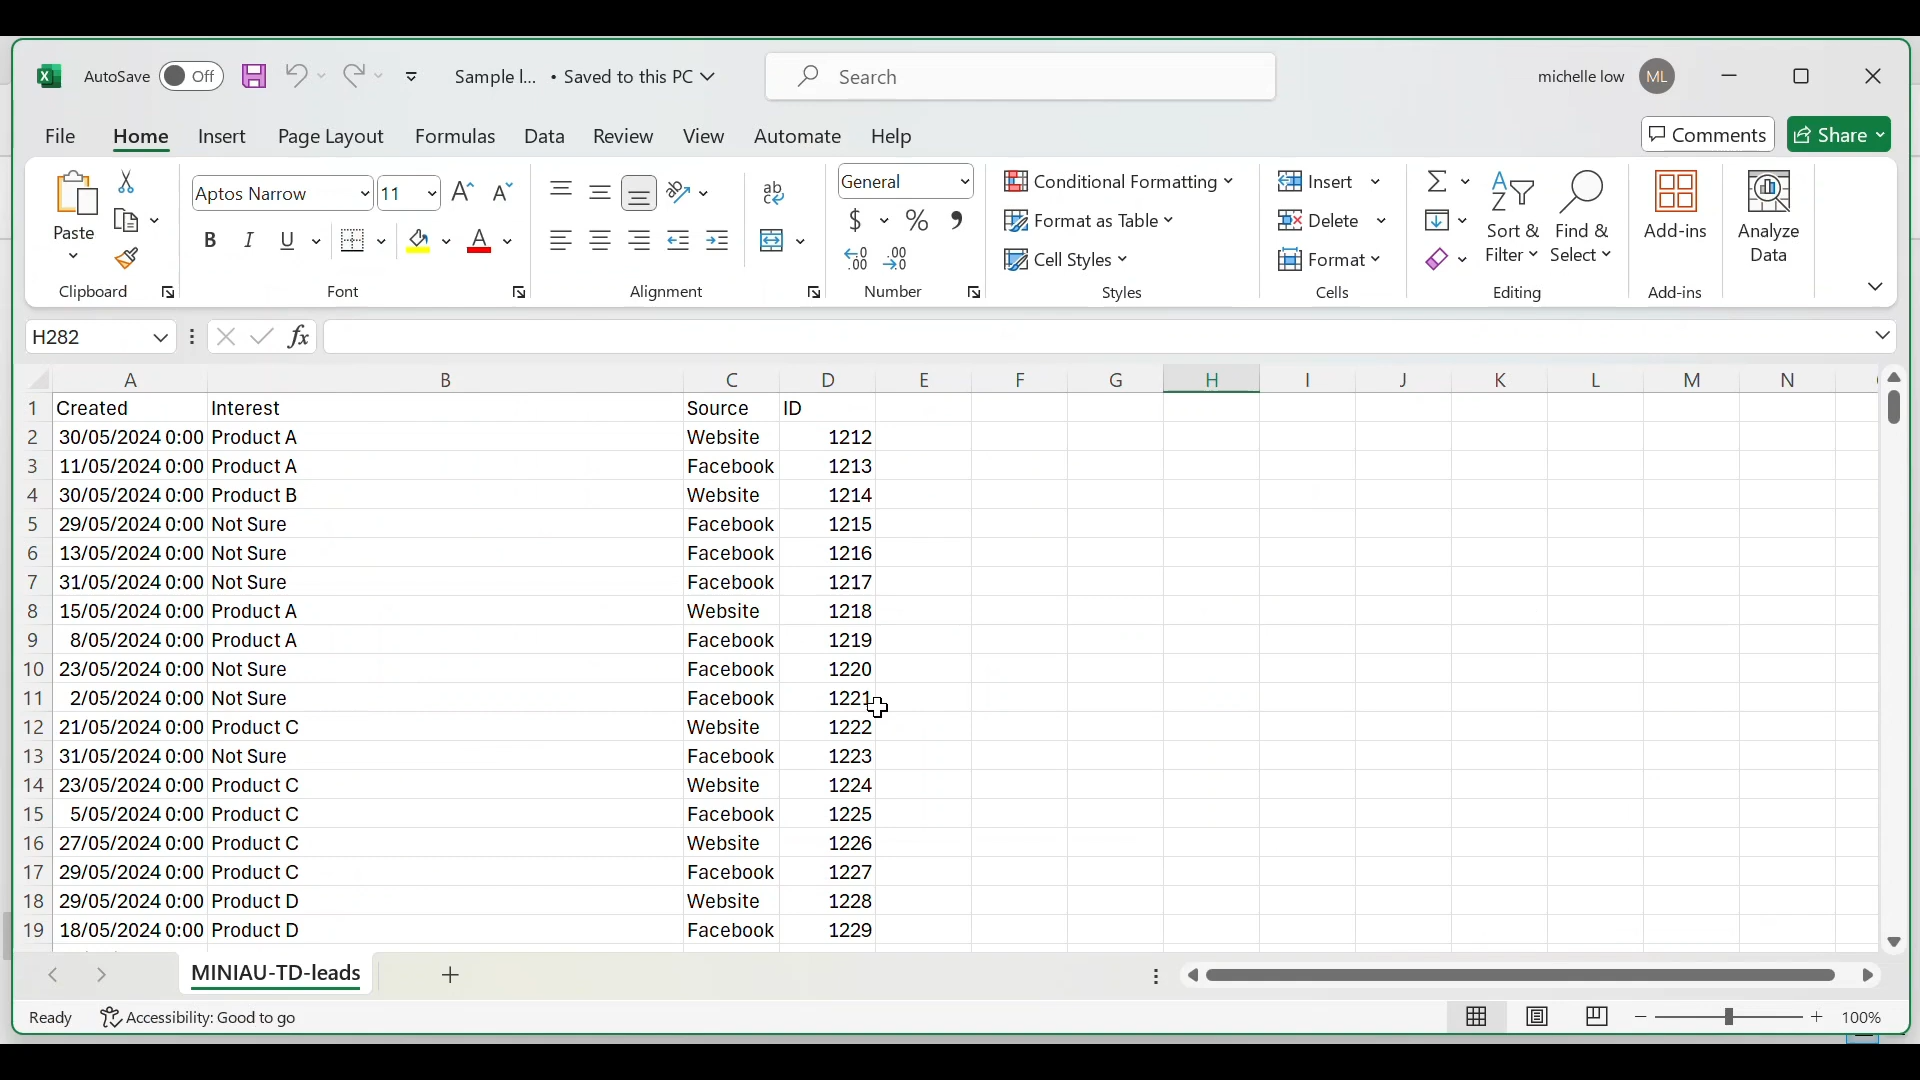 AutoSave Off Sample l... • Saved to this PC Search michelle low ML
File Home Insert Page Layout Formulas Data Review View Automate Help Comments Share
Paste Aptos Narrow 11 General Conditional Formatting Format as Table Cell Styles Insert Delete Format Sort & Filter Find & Select Add-ins Analyze Data
Clipboard Font Alignment Number Styles Cells Editing Add-ins
H282 fx
A B C D E F G H I J K L M N
1 Created Interest Source ID
2 30/05/2024 0:00 Product A Website 1212
3 11/05/2024 0:00 Product A Facebook 1213
4 30/05/2024 0:00 Product B Website 1214
5 29/05/2024 0:00 Not Sure Facebook 1215
6 13/05/2024 0:00 Not Sure Facebook 1216
7 31/05/2024 0:00 Not Sure Facebook 1217
8 15/05/2024 0:00 Product A Website 1218
9 8/05/2024 0:00 Product A Facebook 1219
10 23/05/2024 0:00 Not Sure Facebook 1220
11 2/05/2024 0:00 Not Sure Facebook 1221
12 21/05/2024 0:00 Product C Website 1222
13 31/05/2024 0:00 Not Sure Facebook 1223
14 23/05/2024 0:00 Product C Website 1224
15 5/05/2024 0:00 Product C Facebook 1225
16 27/05/2024 0:00 Product C Website 1226
17 29/05/2024 0:00 Product C Facebook 1227
18 29/05/2024 0:00 Product D Website 1228
19 18/05/2024 0:00 Product D Facebook 1229
MINIAU-TD-leads
Ready Accessibility: Good to go 100%